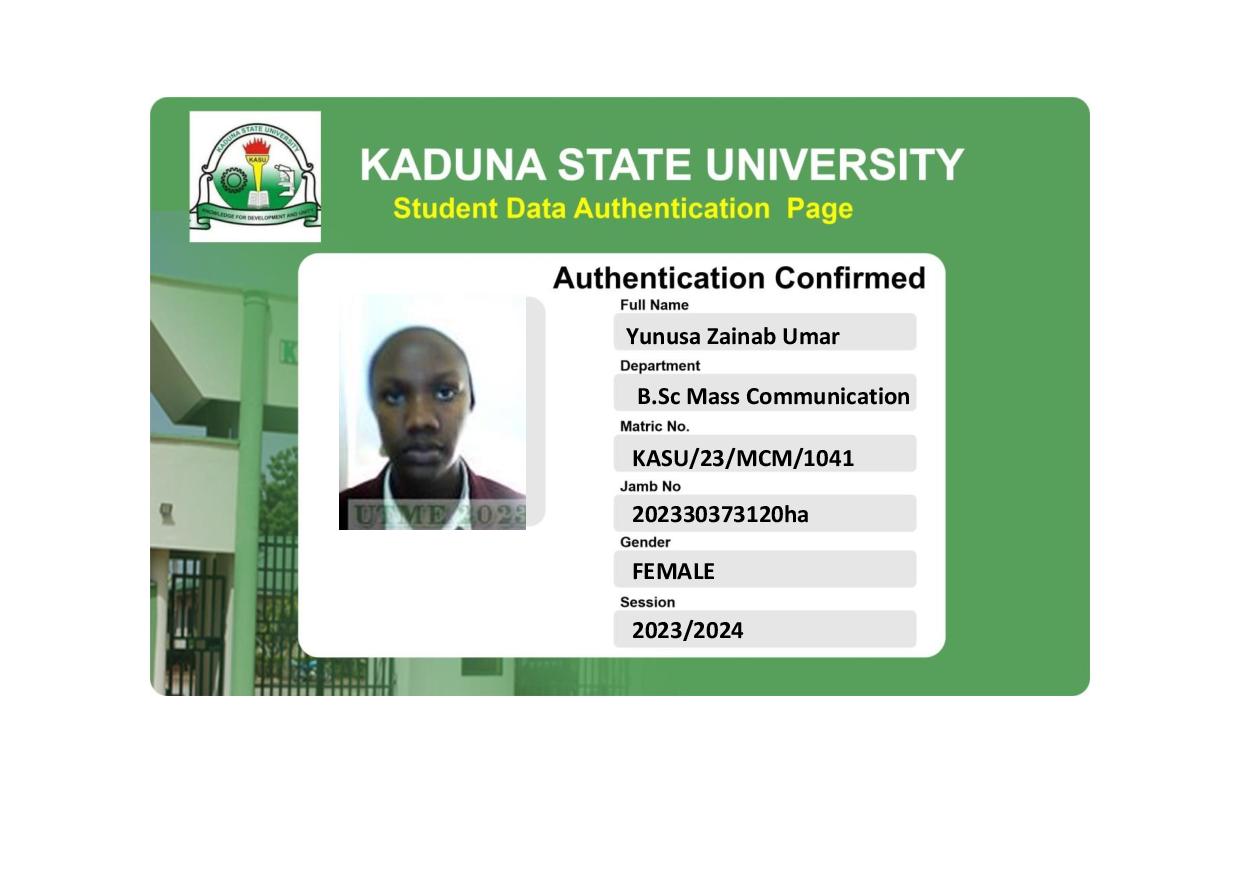 KADUNA STATE UNIVERSITY
KASU
KNOWLEDGE FOR DEVELOPMENT AND UNITY
KADUNA STATE UNIVERSITY
Student Data Authentication Page
Authentication Confirmed
Full Name
Yunusa Zainab Umar
Department
B.Sc Mass Communication
Matric No.
KASU/23/MCM/1041
Jamb No
202330373120ha
Gender
FEMALE
Session
2023/2024
UTME 2023
K